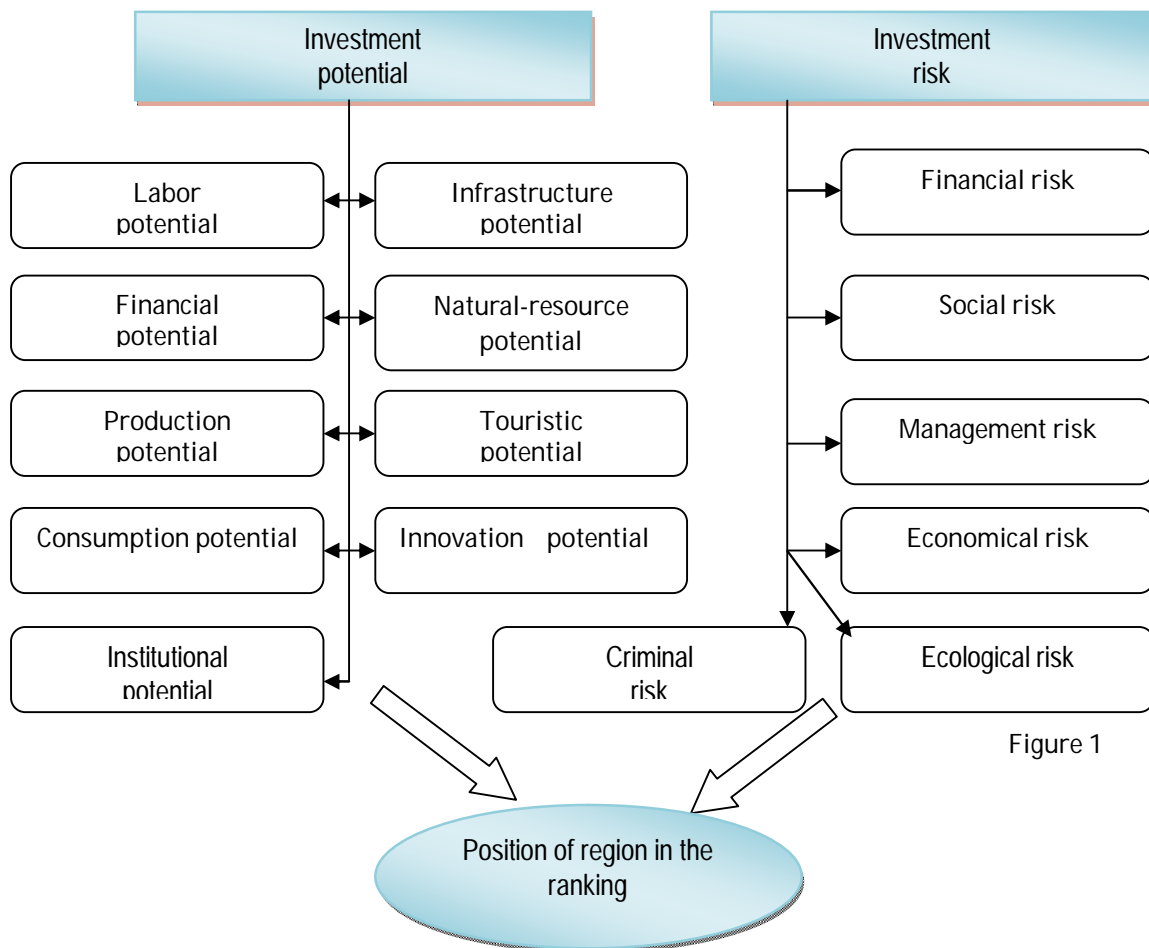 Investment
potential
Investment
risk
Labor
potential
Infrastructure
potential
Financial risk
Financial
potential
Natural-resource
potential
Social risk
Production
potential
Touristic
potential
Management risk
Consumption potential
Innovation potential
Economical risk
Institutional
potential
Criminal
risk
Ecological risk
Figure 1
Position of region in the
ranking